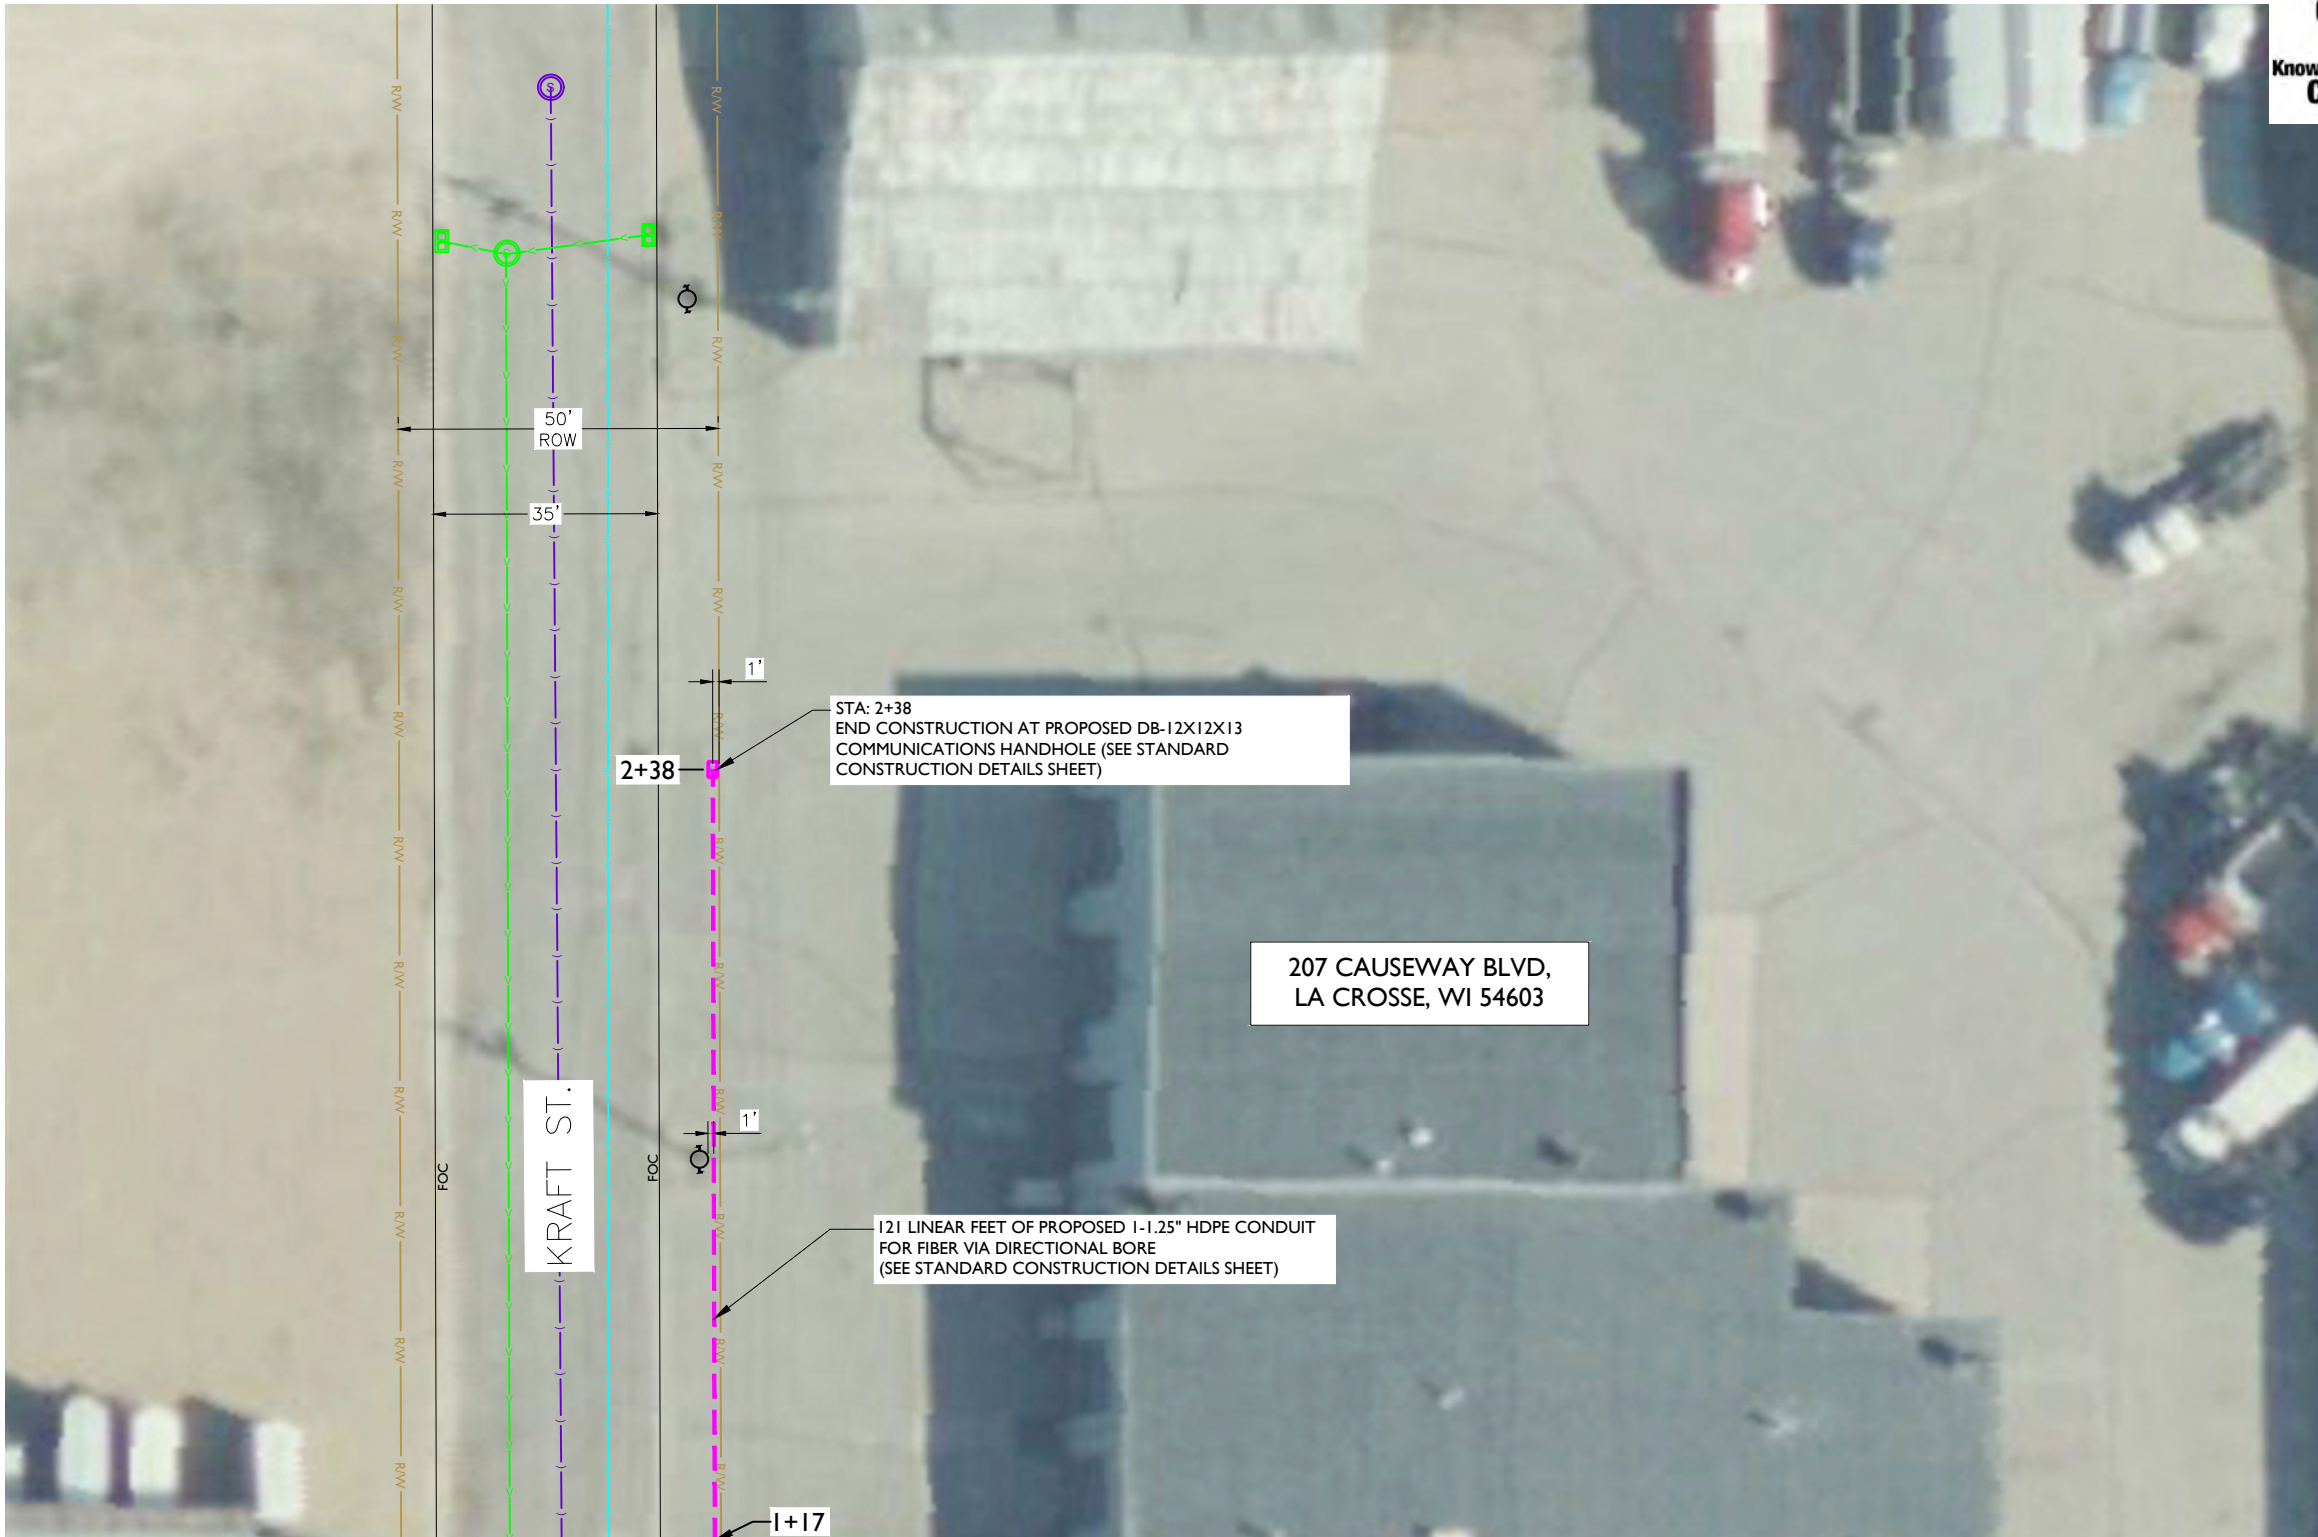 Know
R/W
R/W
R/W
R/W
R/W
R/W
S
S
50'
ROW
R/W
R/W
35'
R/W
R/W
1'
R/W
R/W
STA: 2+38
END CONSTRUCTION AT PROPOSED DB-12X12X13
COMMUNICATIONS HANDHOLE (SEE STANDARD
CONSTRUCTION DETAILS SHEET)
2+38
R/W
R/W
R/W
R/W
207 CAUSEWAY BLVD,
LA CROSSE, WI 54603
R/W
R/W
1'
KRAFT ST.
FOC
FOC
R/W
R/W
121 LINEAR FEET OF PROPOSED 1-1.25" HDPE CONDUIT
FOR FIBER VIA DIRECTIONAL BORE
(SEE STANDARD CONSTRUCTION DETAILS SHEET)
R/W
R/W
R/W
R/W
1+17